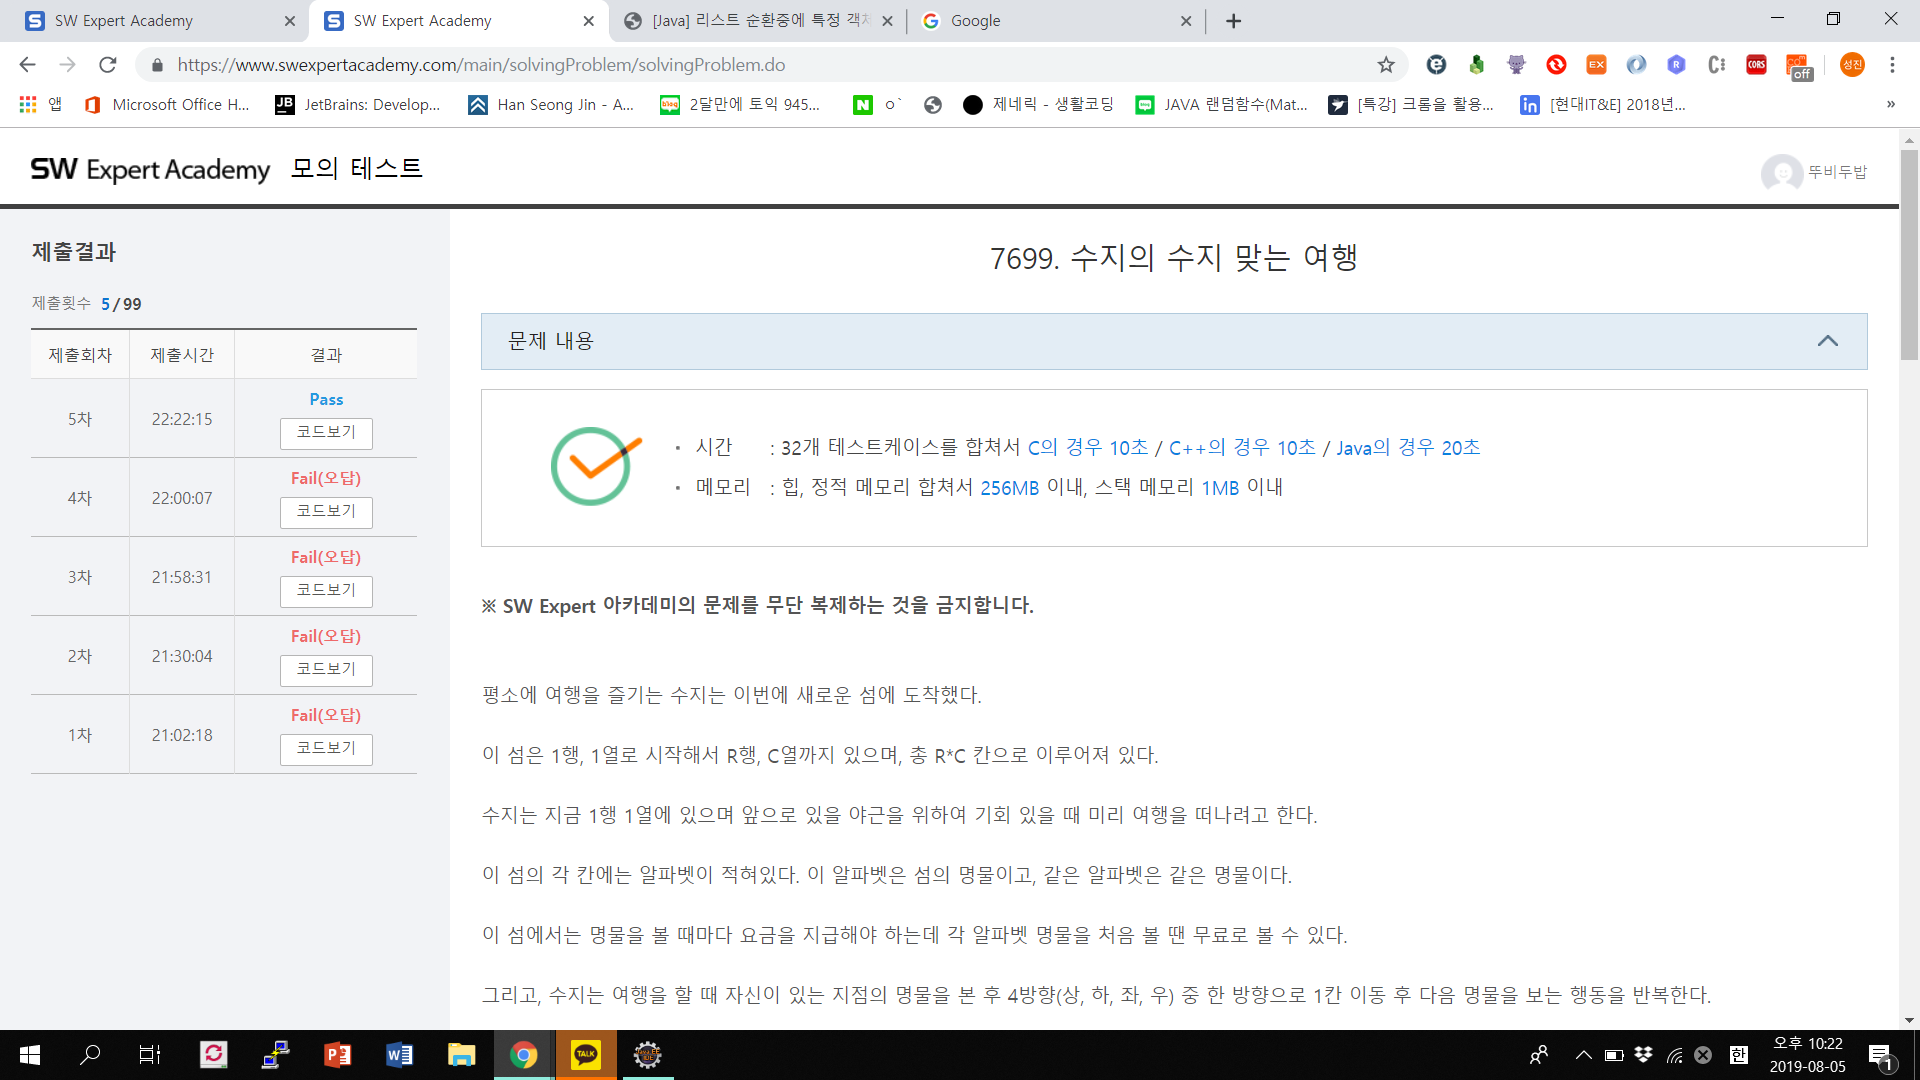 SW Expert Academy
SW Expert Academy
[Java] 리스트 순환중에 특정 객체
Google
https://www.swexpertacademy.com/main/solvingProblem/solvingProblem.do
EX
R
CORS
off
성진
앱
Microsoft Office H...
JetBrains: Develop...
Han Seong Jin - A...
2달만에 토익 945...
ㅇ`
제네릭 - 생활코딩
JAVA 랜덤함수(Mat...
[특강] 크롬을 활용...
[현대IT&E] 2018년...
SW Expert Academy 모의 테스트
뚜비두밥
제출결과
제출횟수 5/99
제출회차 제출시간 결과
5차 22:22:15 Pass
코드보기
4차 22:00:07 Fail(오답)
코드보기
3차 21:58:31 Fail(오답)
코드보기
2차 21:30:04 Fail(오답)
코드보기
1차 21:02:18 Fail(오답)
코드보기
7699. 수지의 수지 맞는 여행
문제 내용
시간 : 32개 테스트케이스를 합쳐서 C의 경우 10초 / C++의 경우 10초 / Java의 경우 20초
메모리 : 힙, 정적 메모리 합쳐서 256MB 이내, 스택 메모리 1MB 이내
※ SW Expert 아카데미의 문제를 무단 복제하는 것을 금지합니다.
평소에 여행을 즐기는 수지는 이번에 새로운 섬에 도착했다.
이 섬은 1행, 1열로 시작해서 R행, C열까지 있으며, 총 R*C 칸으로 이루어져 있다.
수지는 지금 1행 1열에 있으며 앞으로 있을 야근을 위하여 기회 있을 때 미리 여행을 떠나려고 한다.
이 섬의 각 칸에는 알파벳이 적혀있다. 이 알파벳은 섬의 명물이고, 같은 알파벳은 같은 명물이다.
이 섬에서는 명물을 볼 때마다 요금을 지급해야 하는데 각 알파벳 명물을 처음 볼 땐 무료로 볼 수 있다.
그리고, 수지는 여행을 할 때 자신이 있는 지점의 명물을 본 후 4방향(상, 하, 좌, 우) 중 한 방향으로 1칸 이동 후 다음 명물을 보는 행동을 반복한다.
TALK
한
오후 10:22
2019-08-05
1